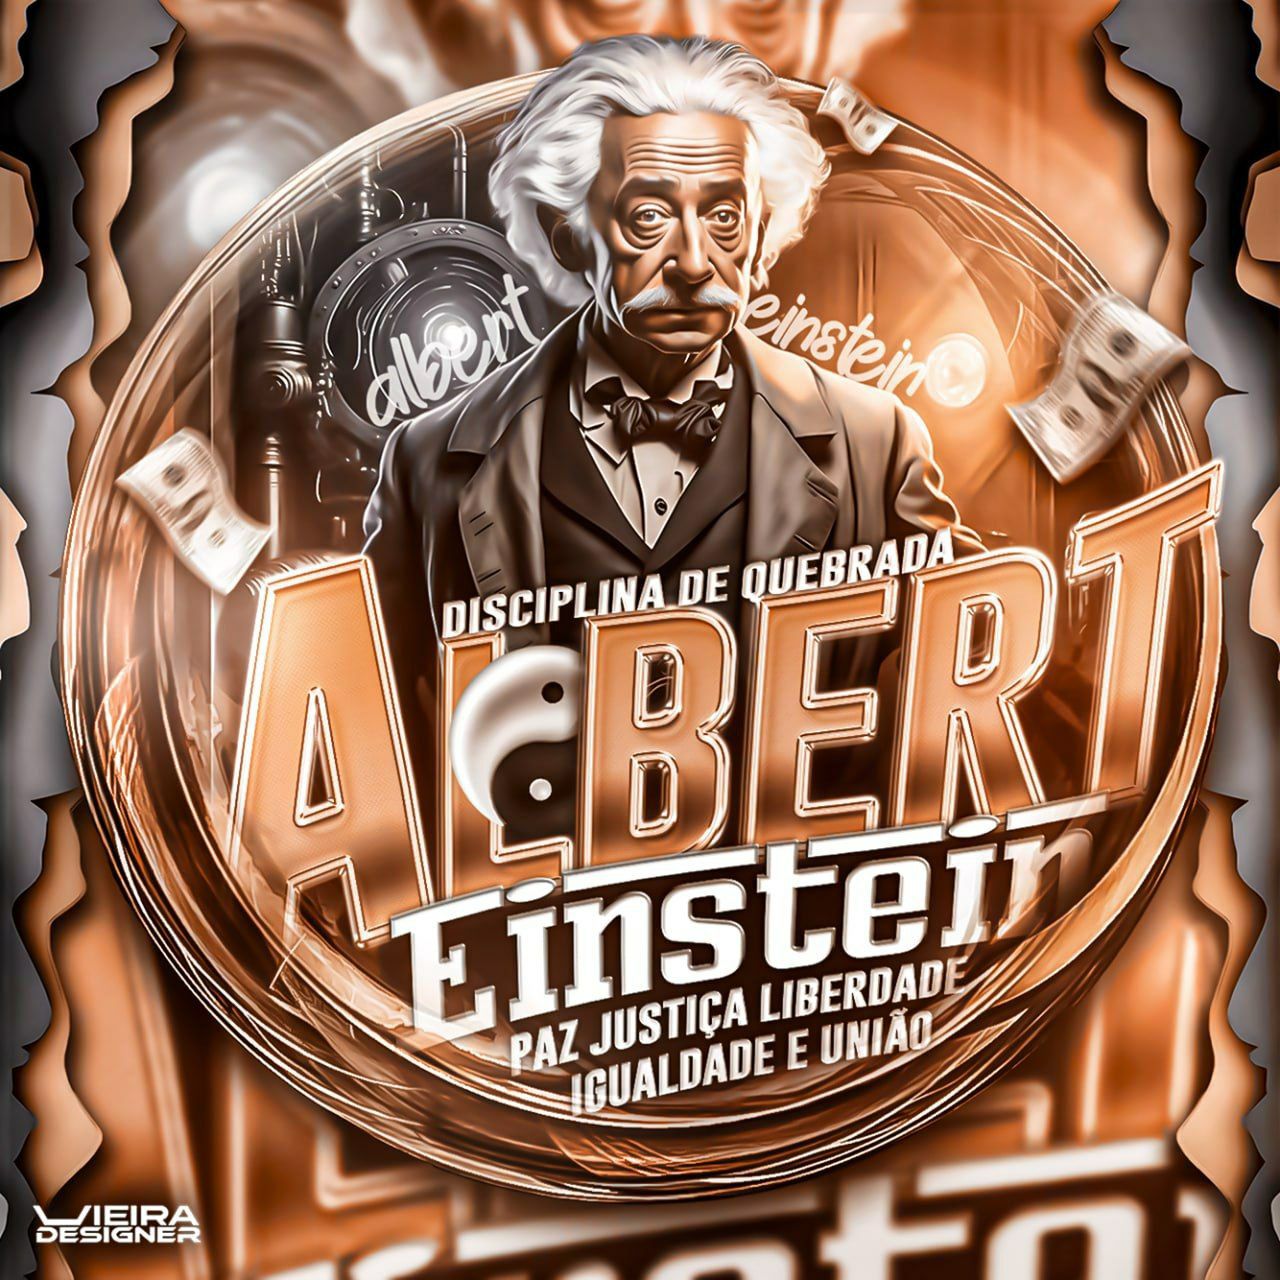 albert
einstein
DISCIPLINA DE QUEBRADA
ALBERT
Einstein
PAZ JUSTIÇA LIBERDADE
IGUALDADE E UNIÃO
VIEIRA
DESIGNER